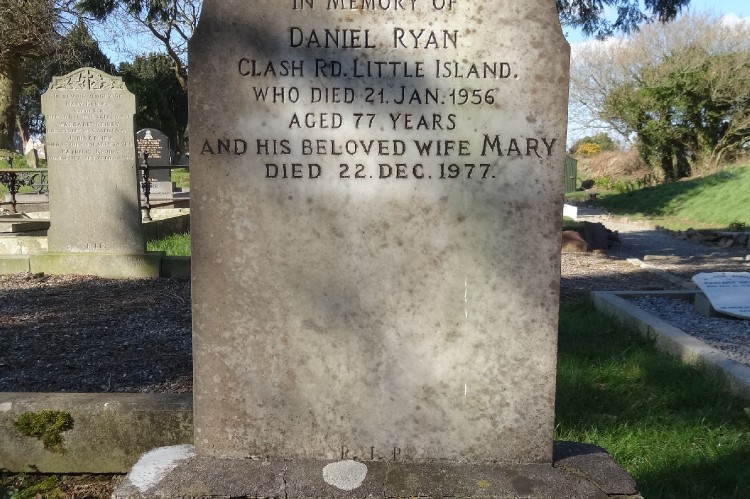 IN MEMORY OF
DANIEL RYAN
CLASH RD. LITTLE ISLAND.
WHO DIED 21. JAN. 1956
AGED 77 YEARS
AND HIS BELOVED WIFE MARY
DIED 22. DEC. 1977.
R.I.P.